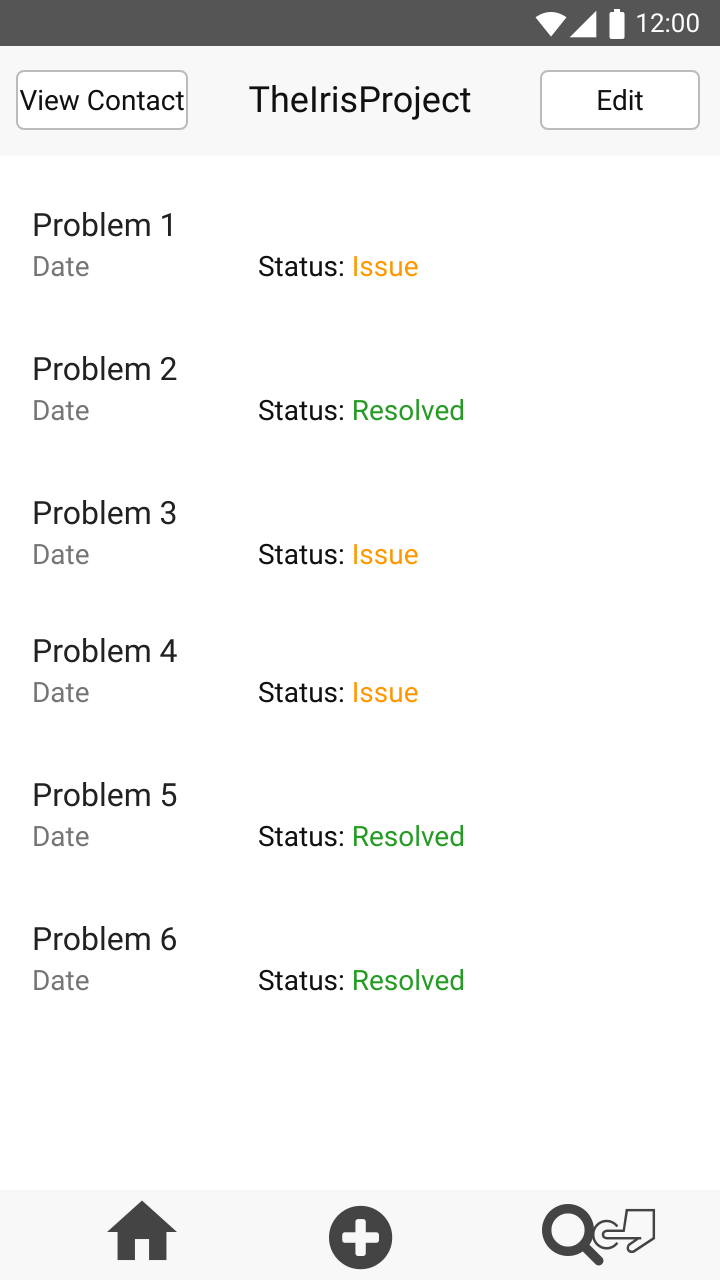 12:00
View Contact TheIrisProject Edit
Problem 1
Date Status: Issue
Problem 2
Date Status: Resolved
Problem 3
Date Status: Issue
Problem 4
Date Status: Issue
Problem 5
Date Status: Resolved
Problem 6
Date Status: Resolved